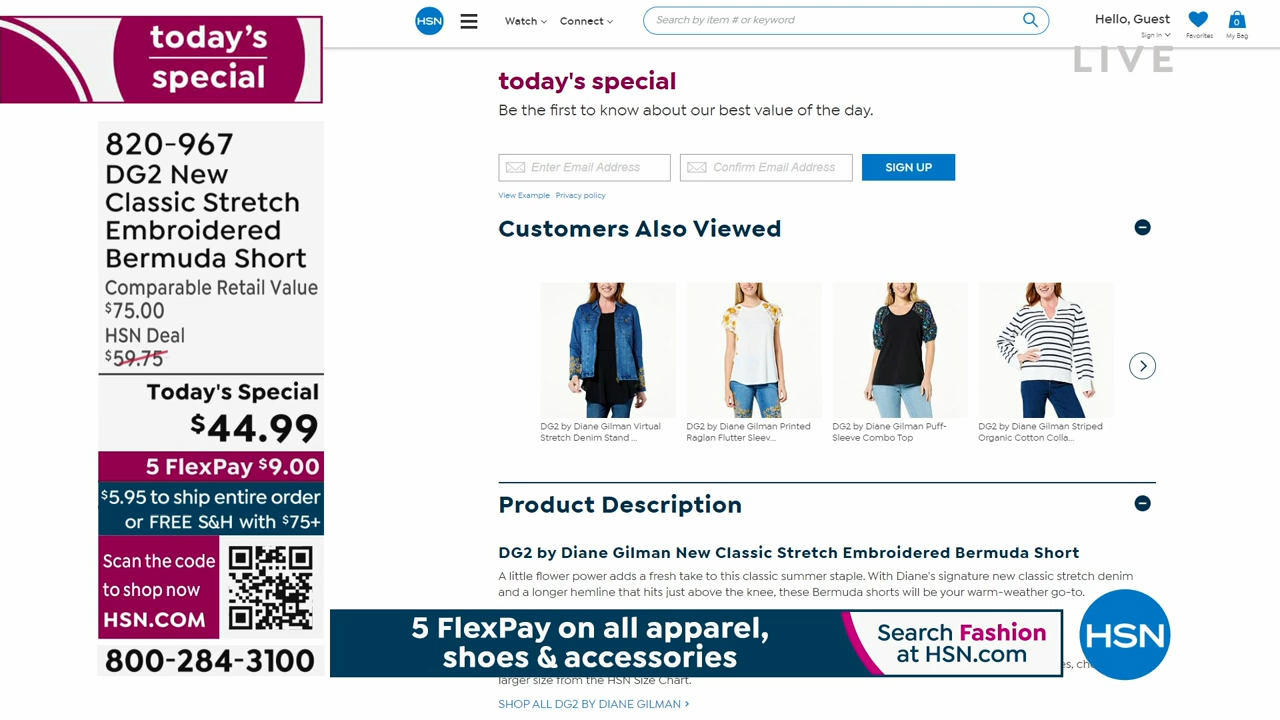 today's
special
820-967
DG2 New
Classic Stretch
Embroidered
Bermuda Short
Comparable Retail Value
$75.00
HSN Deal
$59.75
Today's Special
$44.99
5 FlexPay $9.00
$5.95 to ship entire order
or FREE S&H with $75+
Scan the code
to shop now
HSN.COM
800-284-3100
HSN
Watch
Connect
Search by item # or keyword
Hello, Guest
Sign in
Favorites
0
My Bag
LIVE
today's special
Be the first to know about our best value of the day.
Enter Email Address
Confirm Email Address
SIGN UP
View Example Privacy policy
Customers Also Viewed
DG2 by Diane Gilman Virtual
Stretch Denim Stand ...
DG2 by Diane Gilman Printed
Raglan Flutter Sleev...
DG2 by Diane Gilman Puff-
Sleeve Combo Top
DG2 by Diane Gilman Striped
Organic Cotton Colla...
Product Description
DG2 by Diane Gilman New Classic Stretch Embroidered Bermuda Short
A little flower power adds a fresh take to this classic summer staple. With Diane's signature new classic stretch denim
and a longer hemline that hits just above the knee, these Bermuda shorts will be your warm-weather go-to.
5 FlexPay on all apparel,
shoes & accessories
Search Fashion
at HSN.com
HSN
larger size from the HSN Size Chart.
SHOP ALL DG2 BY DIANE GILMAN >